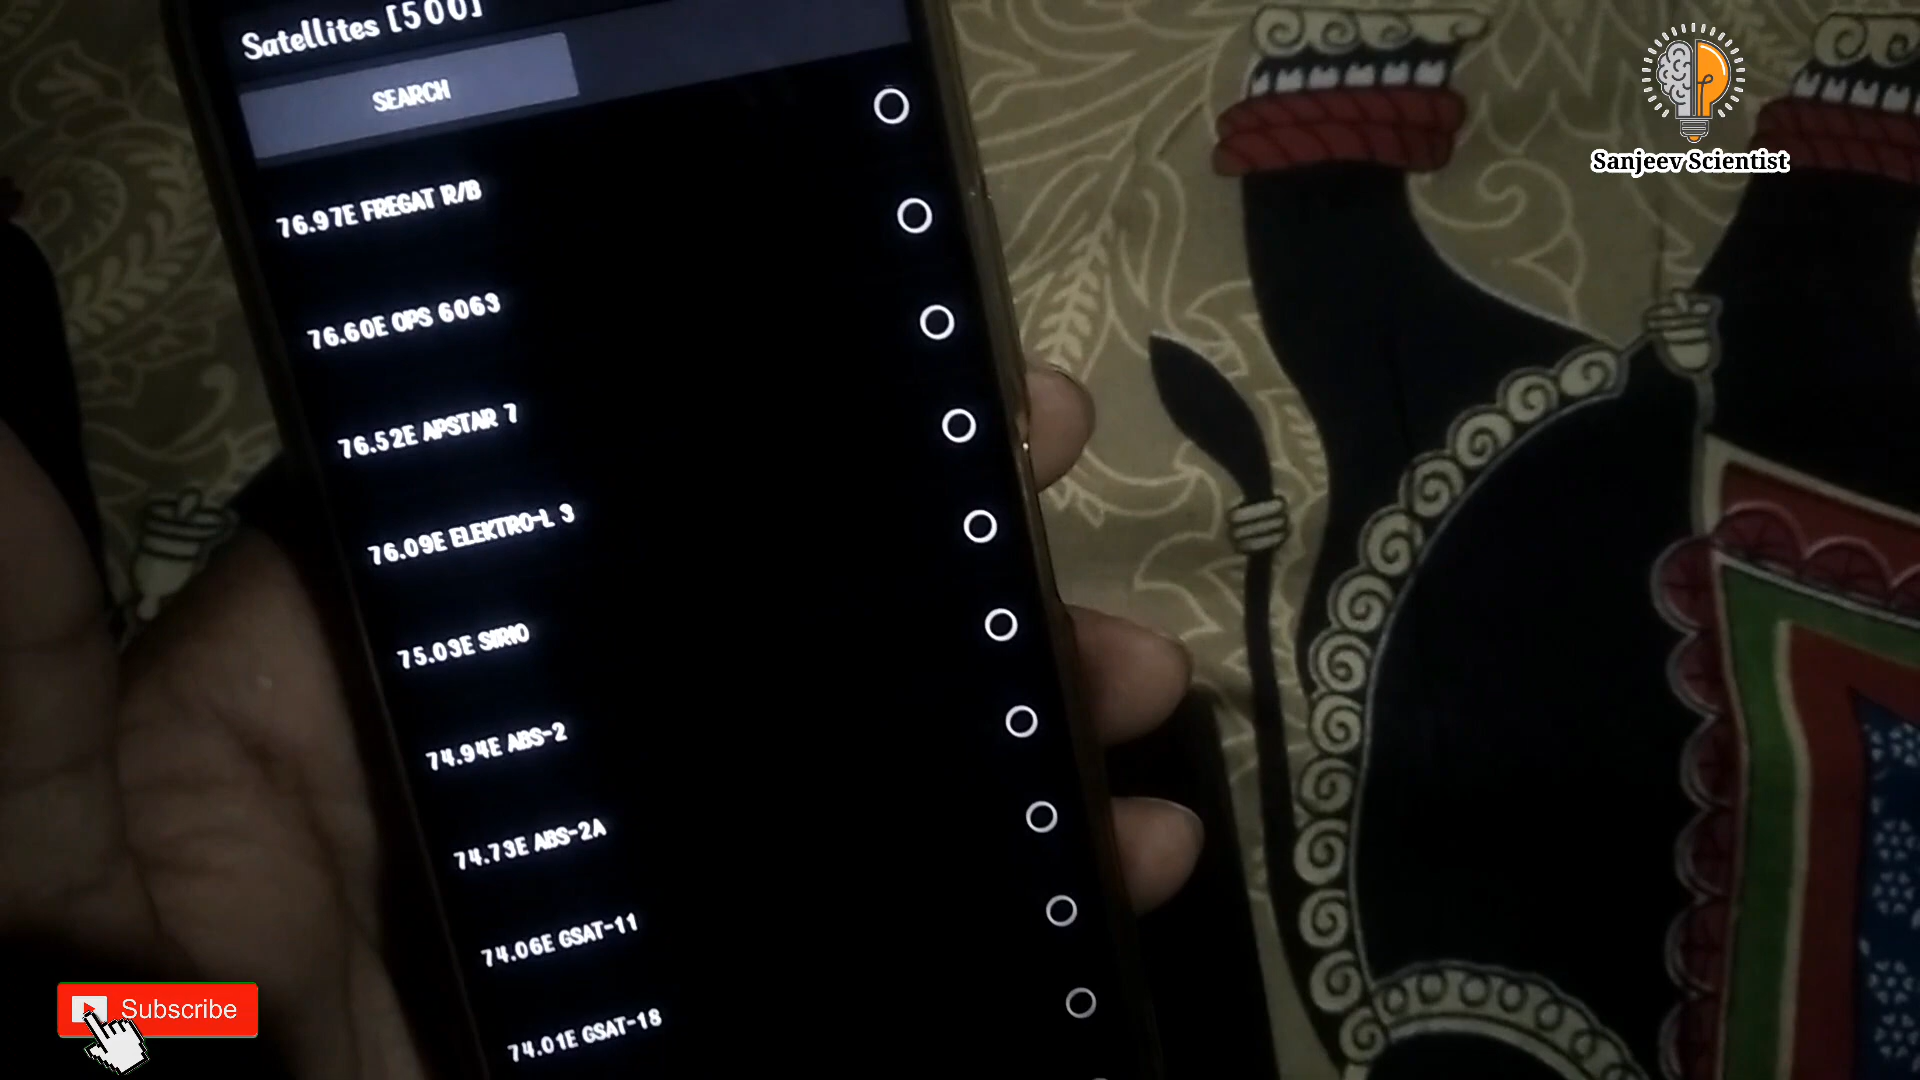 Satellites [500]
SEARCH
76.97E FREGAT R/B
76.60E OPS 6063
76.52E APSTAR 7
76.09E ELEKTRO-L 3
75.03E SIRIO
74.94E ABS-2
74.73E ABS-2A
74.06E GSAT-11
74.01E GSAT-18
Sanjeev Scientist
Subscribe